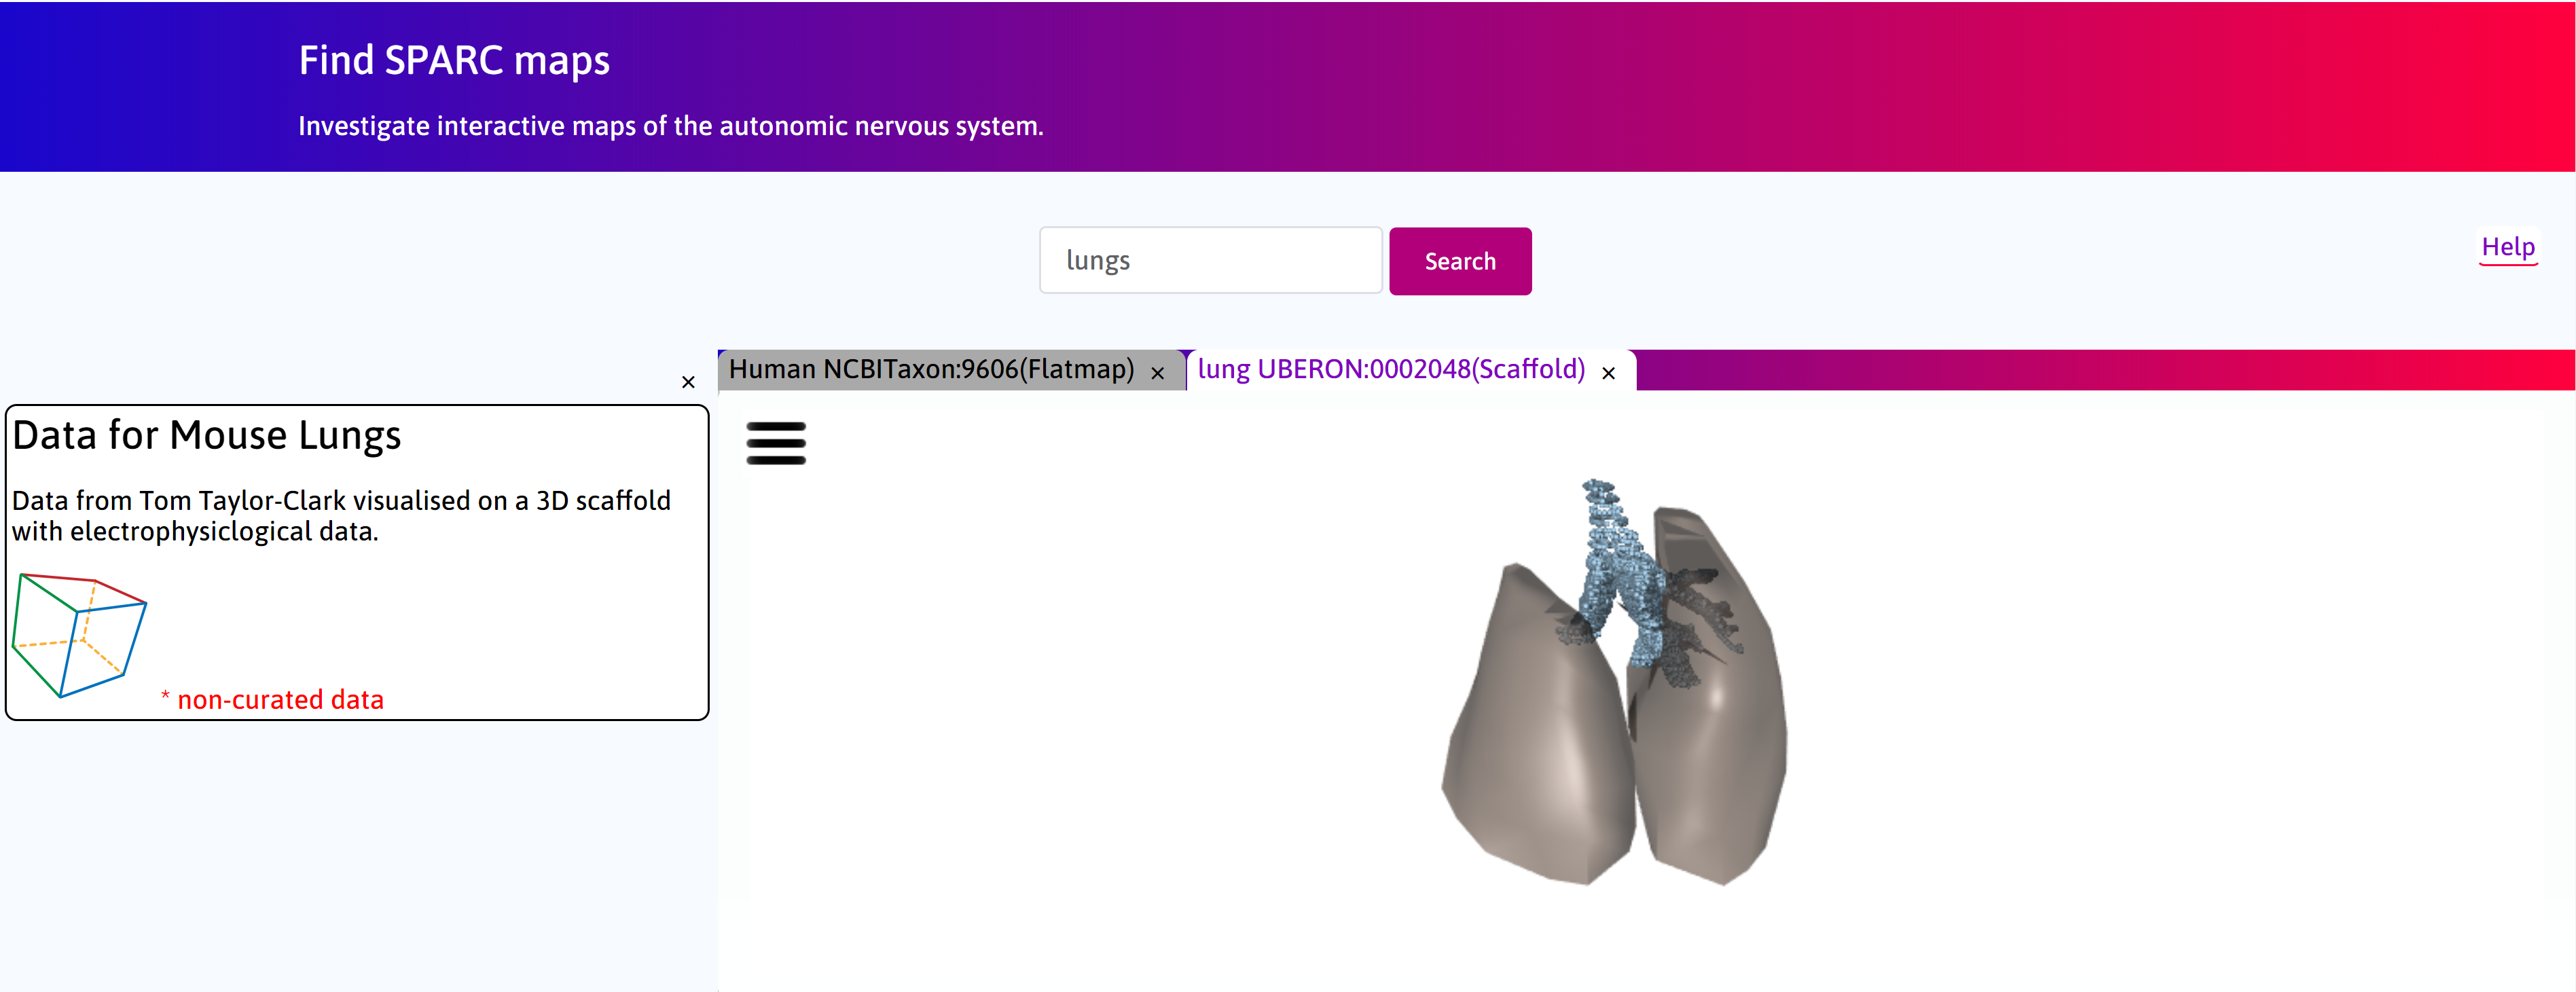 Find SPARC maps
Investigate interactive maps of the autonomic nervous system.
lungs
Search
Help
×
Human NCBITaxon:9606(Flatmap) ×
lung UBERON:0002048(Scaffold) ×
Data for Mouse Lungs
Data from Tom Taylor-Clark visualised on a 3D scaffold
with electrophysiclogical data.
* non-curated data